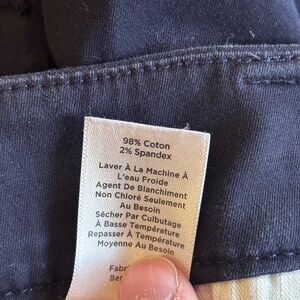 98% Coton
2% Spandex
Laver À La Machine À
L'eau Froide
Agent De Blanchiment
Non Chloré Seulement
Au Besoin
Sécher Par Culbutage
À Basse Température
Repasser À Température
Moyenne Au Besoin